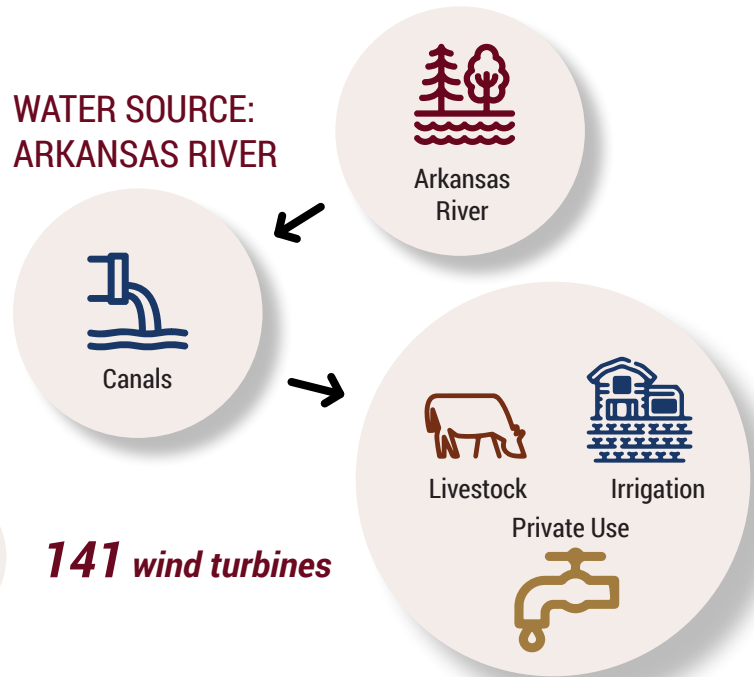 WATER SOURCE:
ARKANSAS RIVER
Arkansas
River
Canals
Livestock
Irrigation
Private Use
141 wind turbines